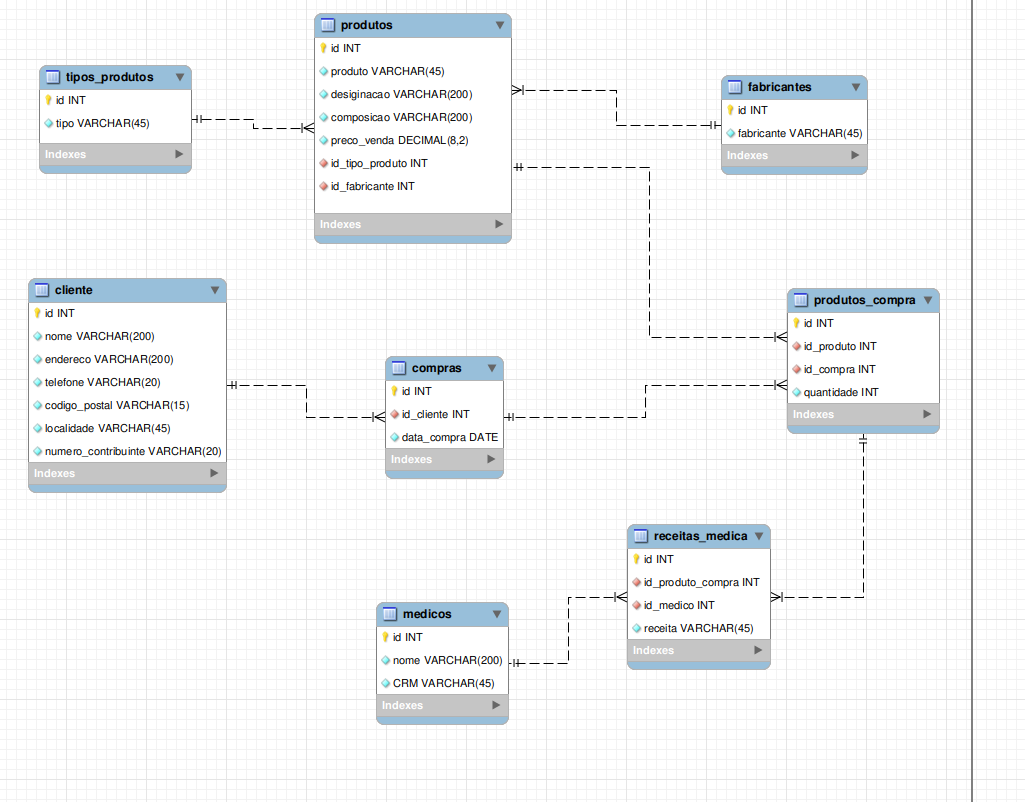 produtos
id INT
produto VARCHAR(45)
desiginacao VARCHAR(200)
composicao VARCHAR(200)
preco_venda DECIMAL(8,2)
id_tipo_produto INT
id_fabricante INT
Indexes
tipos_produtos
id INT
tipo VARCHAR(45)
Indexes
fabricantes
id INT
fabricante VARCHAR(45)
Indexes
cliente
id INT
nome VARCHAR(200)
endereco VARCHAR(200)
telefone VARCHAR(20)
codigo_postal VARCHAR(15)
localidade VARCHAR(45)
numero_contribuinte VARCHAR(20)
Indexes
compras
id INT
id_cliente INT
data_compra DATE
Indexes
produtos_compra
id INT
id_produto INT
id_compra INT
quantidade INT
Indexes
receitas_medica
id INT
id_produto_compra INT
id_medico INT
receita VARCHAR(45)
Indexes
medicos
id INT
nome VARCHAR(200)
CRM VARCHAR(45)
Indexes